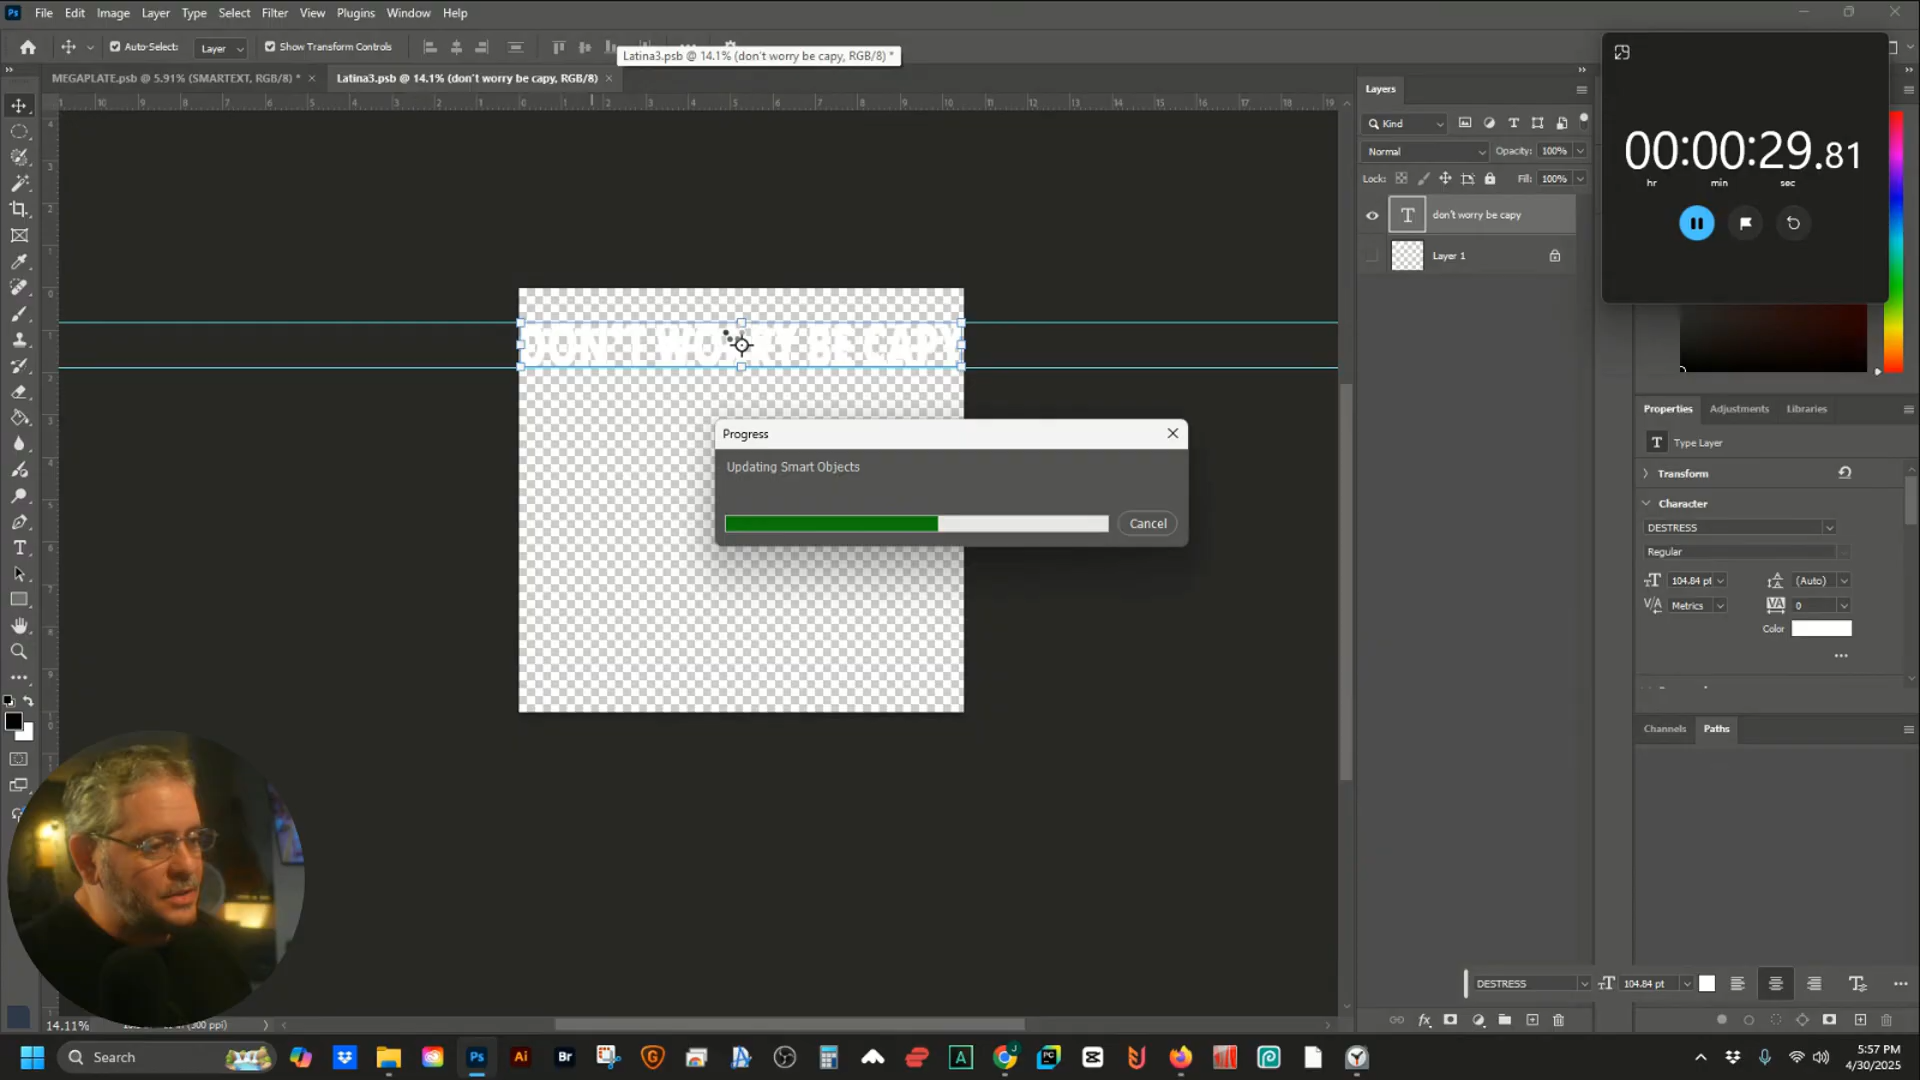 Ps File Edit Image Layer Type Select Filter View Plugins Window Help
Auto-Select: Layer Show Transform Controls
Latina3.psb @ 14.1% (don't worry be capy, RGB/8) *
MEGAPLATE.psb @ 5.91% (SMARTEXT, RGB/8) *
Latina3.psb @ 14.1% (don't worry be capy, RGB/8)
Layers
Kind
Normal Opacity: 100%
Lock: Fill: 100%
don't worry be capy
Layer 1
00:00:29.81
hr min sec
DON'T WORRY BE CAPY
Progress
Updating Smart Objects
Cancel
Properties Adjustments Libraries
Type Layer
Transform
Character
DESTRESS
Regular
104.84 pt (Auto)
Metrics 0
Color
Channels Paths
DESTRESS 104.84 pt
14.11%
Search
5:57 PM
4/30/2025